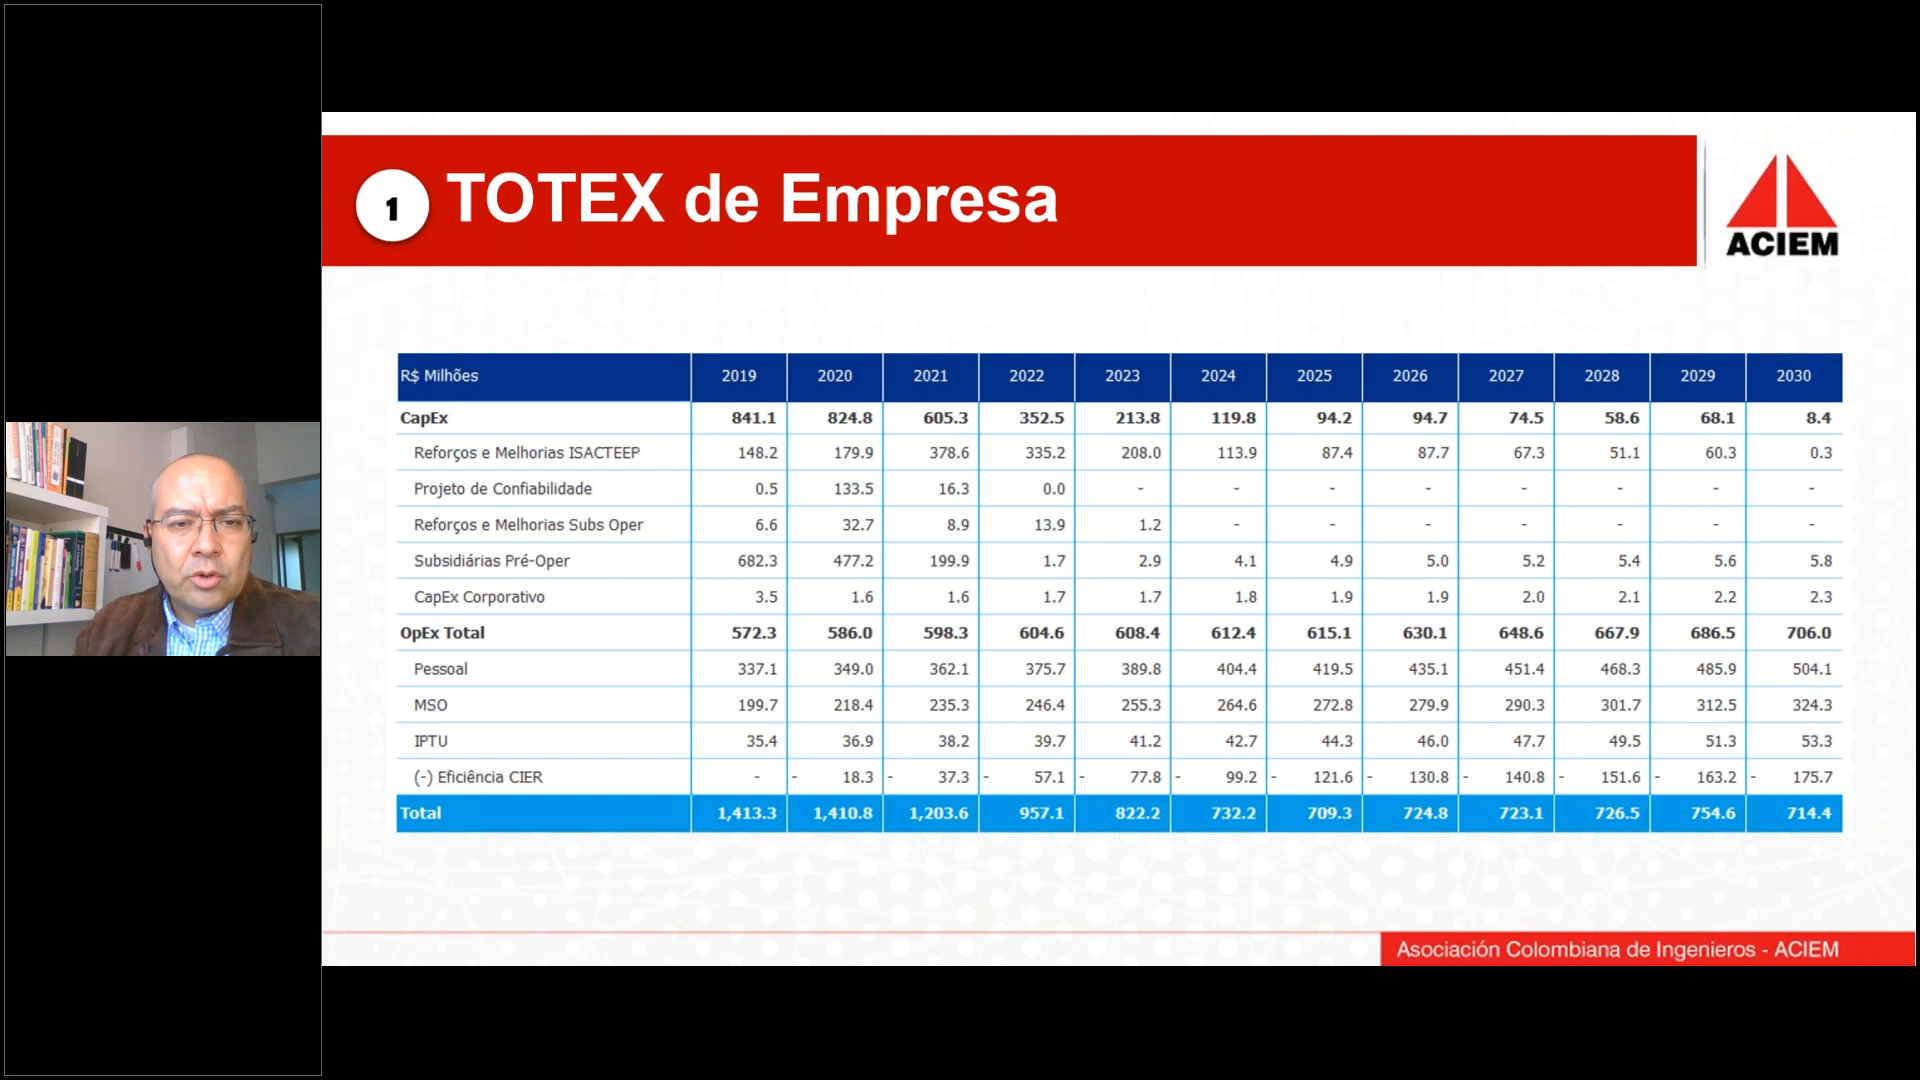 1 TOTEX de Empresa
ACIEM
R$ Milhões 2019 2020 2021 2022 2023 2024 2025 2026 2027 2028 2029 2030
CapEx 841.1 824.8 605.3 352.5 213.8 119.8 94.2 94.7 74.5 58.6 68.1 8.4
Reforços e Melhorias ISACTEEP 148.2 179.9 378.6 335.2 208.0 113.9 87.4 87.7 67.3 51.1 60.3 0.3
Projeto de Confiabilidade 0.5 133.5 16.3 0.0 - - - - - - - -
Reforços e Melhorias Subs Oper 6.6 32.7 8.9 13.9 1.2 - - - - - - -
Subsidiárias Pré-Oper 682.3 477.2 199.9 1.7 2.9 4.1 4.9 5.0 5.2 5.4 5.6 5.8
CapEx Corporativo 3.5 1.6 1.6 1.7 1.7 1.8 1.9 1.9 2.0 2.1 2.2 2.3
OpEx Total 572.3 586.0 598.3 604.6 608.4 612.4 615.1 630.1 648.6 667.9 686.5 706.0
Pessoal 337.1 349.0 362.1 375.7 389.8 404.4 419.5 435.1 451.4 468.3 485.9 504.1
MSO 199.7 218.4 235.3 246.4 255.3 264.6 272.8 279.9 290.3 301.7 312.5 324.3
IPTU 35.4 36.9 38.2 39.7 41.2 42.7 44.3 46.0 47.7 49.5 51.3 53.3
(-) Eficiência CIER - - 18.3 - 37.3 - 57.1 - 77.8 - 99.2 - 121.6 - 130.8 - 140.8 - 151.6 - 163.2 - 175.7
Total 1,413.3 1,410.8 1,203.6 957.1 822.2 732.2 709.3 724.8 723.1 726.5 754.6 714.4
Asociación Colombiana de Ingenieros - ACIEM